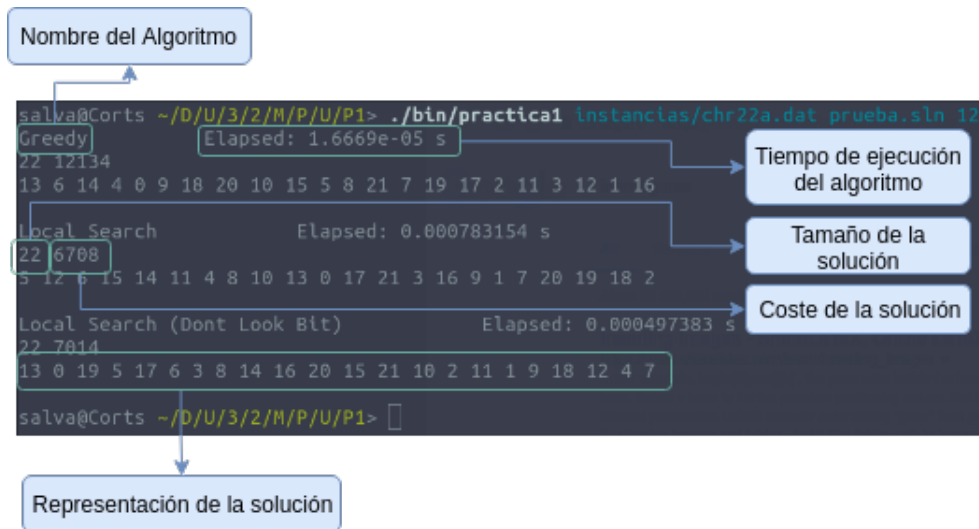 Nombre del Algoritmo
salva@Corts ~/D/U/3/2/M/P/U/P1> ./bin/practica1 instancias/chr22a.dat prueba.sln 12
Greedy Elapsed: 1.6669e-05 s
22 12134
13 6 14 4 0 9 18 20 10 15 5 8 21 7 19 17 2 11 3 12 1 16
Tiempo de ejecución
del algoritmo
Local Search Elapsed: 0.000783154 s
22 6708
5 12 6 15 14 11 4 8 10 13 0 17 21 3 16 9 1 7 20 19 18 2
Tamaño de la
solución
Coste de la solución
Local Search (Dont Look Bit) Elapsed: 0.000497383 s
22 7014
13 0 19 5 17 6 3 8 14 16 20 15 21 10 2 11 1 9 18 12 4 7
salva@Corts ~/D/U/3/2/M/P/U/P1>
Representación de la solución